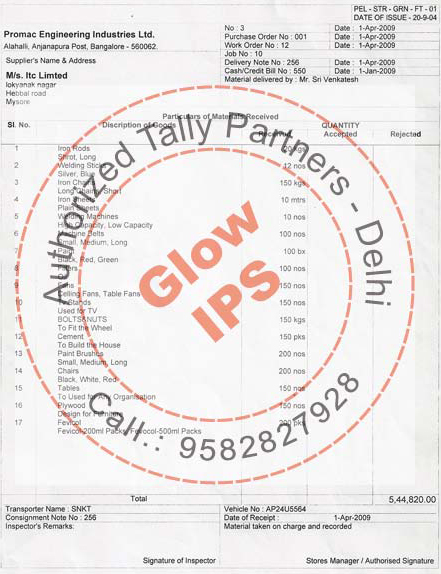 PEL - STR - GRN - FT - 01
DATE OF ISSUE - 20-9-04
Promac Engineering Industries Ltd.
Alahalli, Anjanapura Post, Bangalore - 560062.
Supplier's Name & Address
M/s. Itc Limted
lokyanak nagar
Hebbal road
Mysore
No : 3 Date : 1-Apr-2009
Purchase Order No : 001 Date : 1-Apr-2009
Work Order No : 12 Date : 1-Apr-2009
Job No : 10
Delivery Note No : 256 Date : 1-Apr-2009
Cash/Credit Bill No : 550 Date : 1-Jan-2009
Material delivered by : Mr. Sri Venkatesh
Particulars of Materials Received
Sl. No. Discription of Goods QUANTITY
Received Accepted Rejected
1 Iron Rods 20 kgs
Shrot, Long
2 Welding Sticks 12 nos
Silver, Blue
3 Iron Chains 150 kgs
Long Chains, Short
4 Iron Sheets 10 mtrs
Plain Sheets
5 Welding Machines 10 nos
High Capacity, Low Capacity
6 Machine Belts 100 nos
Small, Medium, Long
7 100 bx
Black, Red, Green
8 100 nos
9 Fans 150 nos
Ceiling Fans, Table Fans
10 Tv Stands 150 nos
Used for TV
11 BOLTS&NUTS 150 kgs
To Fit the Wheel
12 Cement 150 pks
To Build the House
13 Paint Brushes 200 nos
Small, Medium, Long
14 Chairs 200 nos
Black, White, Red
15 Tables 150 nos
To Used for Any Organisation
16 Plywood 150 nos
Design for Furniture
17 Fevicol 200 pks
Fevicol-200ml Packs, Fevocol-500ml Packs
Authorized Tally Partners - Delhi
Glow
IPS
Call.: 9582827928
Total 5,44,820.00
Transporter Name : SNKT Vehicle No : AP24U5564
Consignment Note No : 256 Date of Receipt : 1-Apr-2009
Inspector's Remarks: Material taken on charge and recorded
Signature of Inspector Stores Manager / Authorised Signature